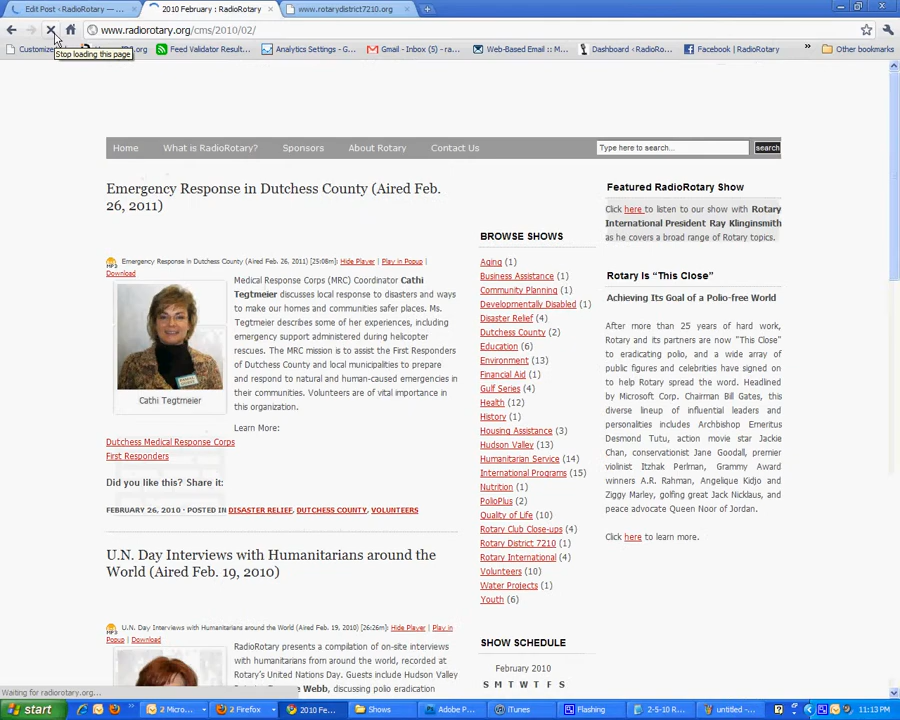 Edit Post ‹ RadioRotary — ...
2010 February : RadioRotary
www.rotarydistrict7210.org
www.radiorotary.org/cms/2010/02/
Customize
.org
Feed Validator Result...
Analytics Settings - G...
Gmail - Inbox (5) - ra...
Web-Based Email :: M...
Dashboard ‹ RadioRo...
Facebook | RadioRotary
»
Other bookmarks
Stop loading this page
Home
What is RadioRotary?
Sponsors
About Rotary
Contact Us
Type here to search...
search
Emergency Response in Dutchess County (Aired Feb.
26, 2011)
Emergency Response in Dutchess County (Aired Feb. 26, 2011) [25:08m]: Hide Player | Play in Popup |
Download
Medical Response Corps (MRC) Coordinator Cathi
Tegtmeier discusses local response to disasters and ways
to make our homes and communities safer places. Ms.
Tegtmeier describes some of her experiences, including
emergency support administered during helicopter
rescues. The MRC mission is to assist the First Responders
of Dutchess County and local municipalities to prepare
and respond to natural and human-caused emergencies in
their communities. Volunteers are of vital importance in
this organization.
Cathi Tegtmeier
Learn More:
Dutchess Medical Response Corps
First Responders
Did you like this? Share it:
FEBRUARY 26, 2010 · POSTED IN DISASTER RELIEF, DUTCHESS COUNTY, VOLUNTEERS
U.N. Day Interviews with Humanitarians around the
World (Aired Feb. 19, 2010)
U.N. Day Interviews with Humanitarians around the World (Aired Feb. 19, 2010) [26:26m]: Hide Player | Play in
Popup | Download
RadioRotary presents a compilation of on-site interviews
with humanitarians from around the world, recorded at
Rotary's United Nations Day. Guests include Hudson Valley
Webb, discussing polio eradication
BROWSE SHOWS
Aging (1)
Business Assistance (1)
Community Planning (1)
Developmentally Disabled (1)
Disaster Relief (4)
Dutchess County (2)
Education (6)
Environment (13)
Financial Aid (1)
Gulf Series (4)
Health (12)
History (1)
Housing Assistance (3)
Hudson Valley (13)
Humanitarian Service (14)
International Programs (15)
Nutrition (1)
PolioPlus (2)
Quality of Life (10)
Rotary Club Close-ups (4)
Rotary District 7210 (1)
Rotary International (4)
Volunteers (10)
Water Projects (1)
Youth (6)
SHOW SCHEDULE
February 2010
S M T W T F S
Featured RadioRotary Show
Click here to listen to our show with Rotary
International President Ray Klinginsmith
as he covers a broad range of Rotary topics.
Rotary Is “This Close”
Achieving Its Goal of a Polio-free World
After more than 25 years of hard work,
Rotary and its partners are now "This Close"
to eradicating polio, and a wide array of
public figures and celebrities have signed on
to help Rotary spread the word. Headlined
by Microsoft Corp. Chairman Bill Gates, this
diverse lineup of influential leaders and
personalities includes Archbishop Emeritus
Desmond Tutu, action movie star Jackie
Chan, conservationist Jane Goodall, premier
violinist Itzhak Perlman, Grammy Award
winners A.R. Rahman, Angelique Kidjo and
Ziggy Marley, golfing great Jack Nicklaus, and
peace advocate Queen Noor of Jordan.
Click here to learn more.
Waiting for radiorotary.org...
start
2 Micro...
2 Firefox
2010 Fe...
Shows
Adobe P...
iTunes
Flashing
2-5-10 R...
untitled -...
11:13 PM